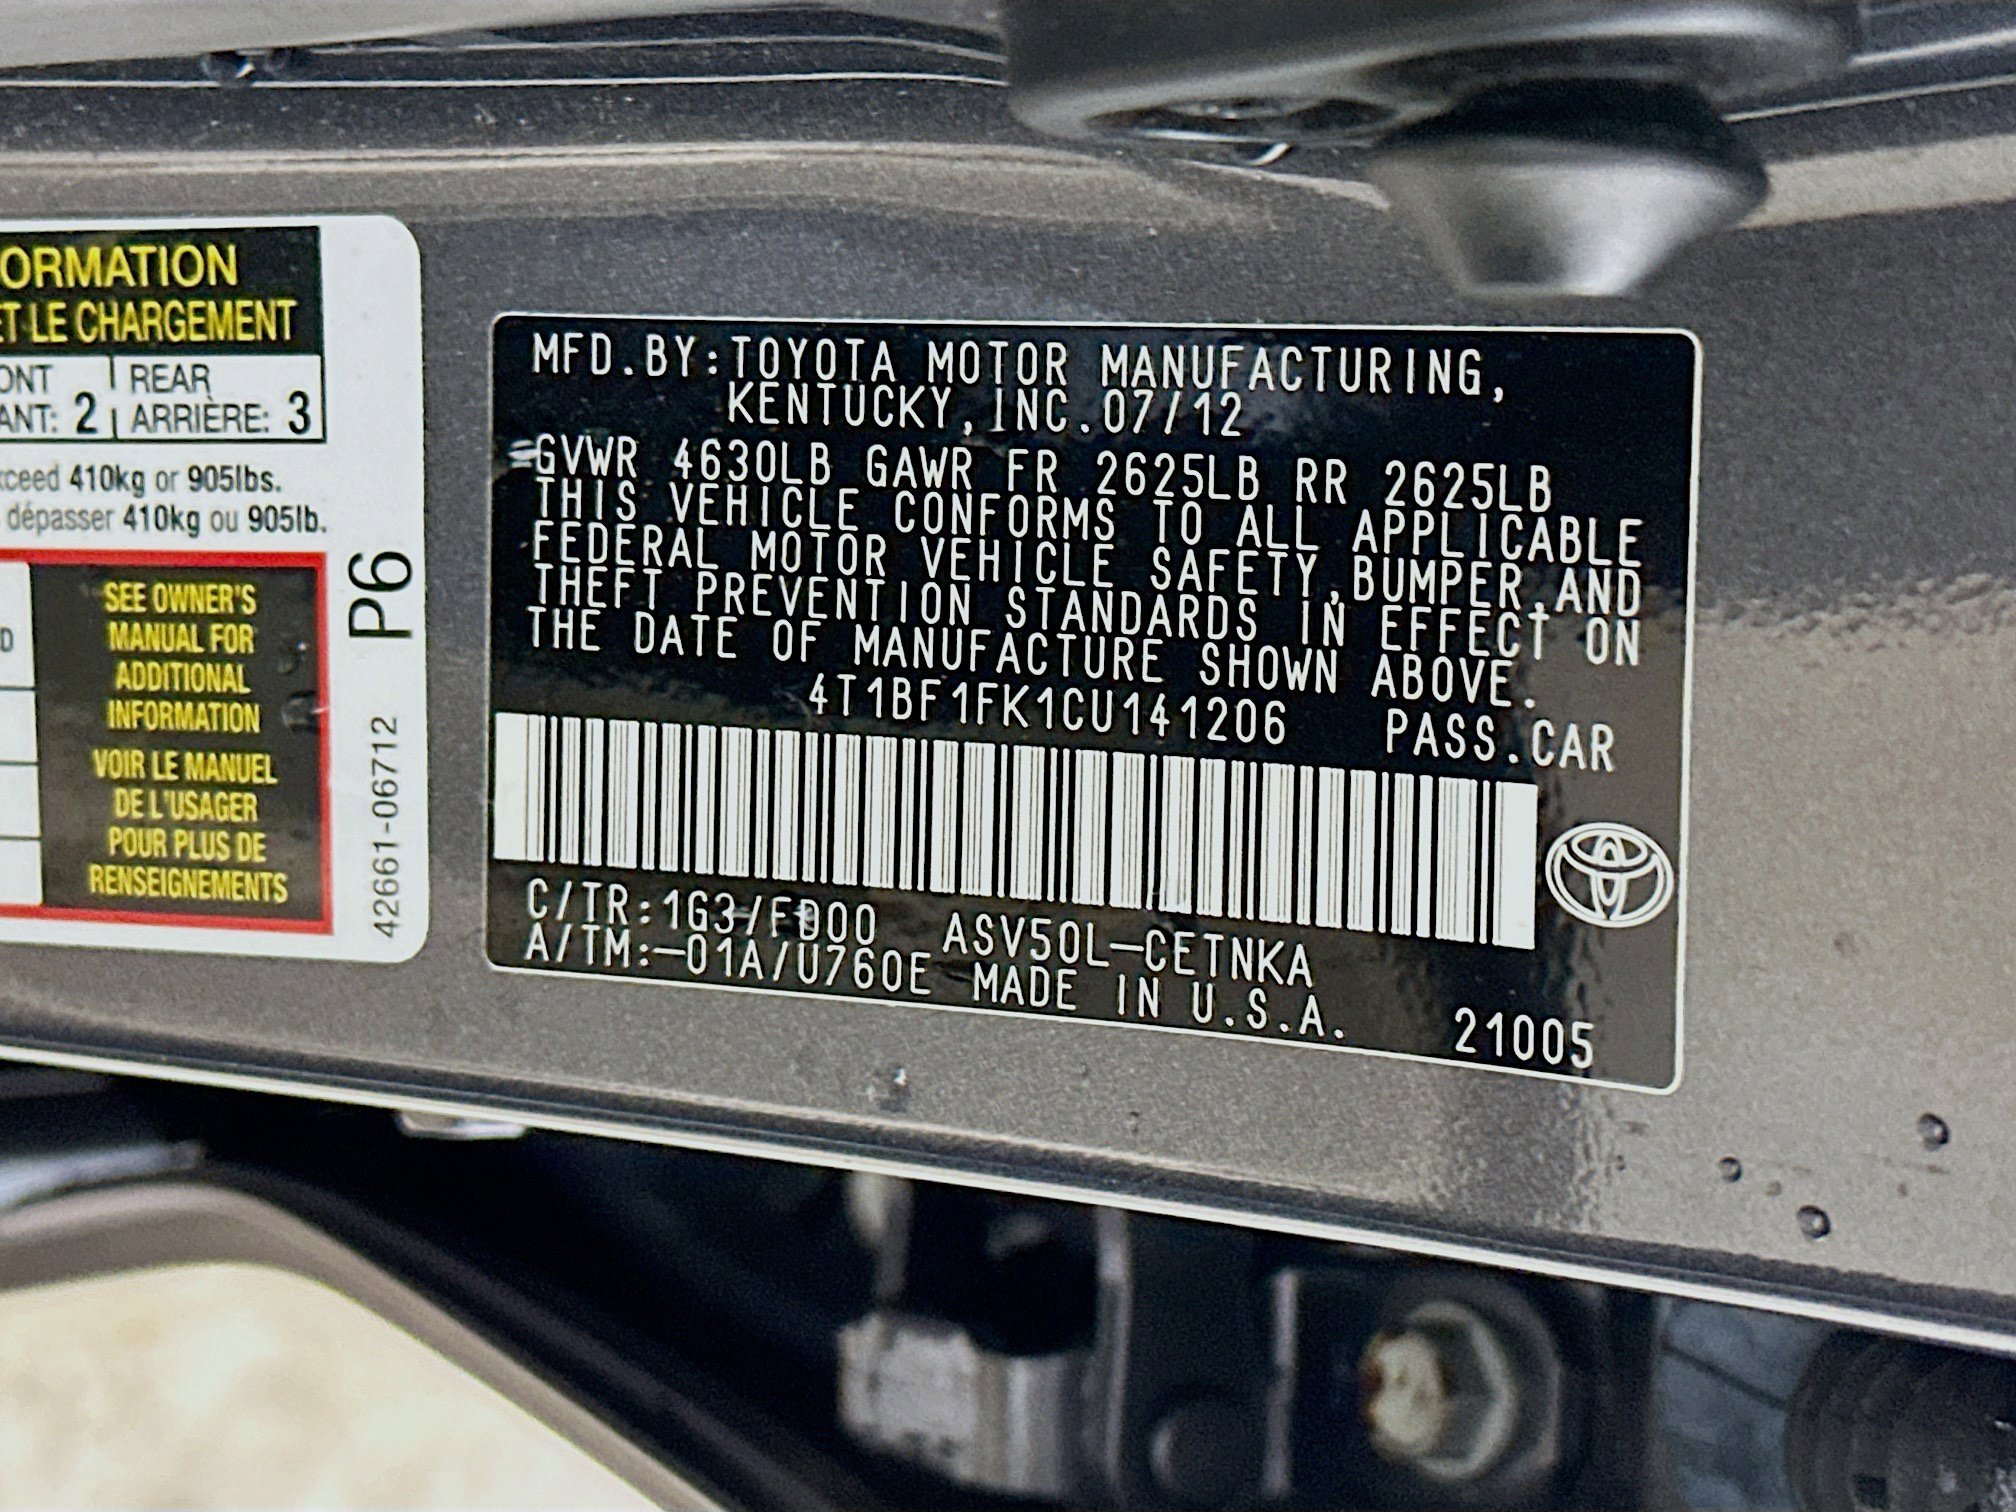 ORMATION
ET LE CHARGEMENT
ONT REAR
ANT: 2 ARRIÈRE: 3
xceed 410kg or 905lbs.
dépasser 410kg ou 905lb.
D
SEE OWNER'S
MANUAL FOR
ADDITIONAL
INFORMATION
VOIR LE MANUEL
DE L'USAGER
POUR PLUS DE
RENSEIGNEMENTS
P6
42661-06712
MFD.BY:TOYOTA MOTOR MANUFACTURING,
KENTUCKY,INC.07/12
GVWR 4630LB GAWR FR 2625LB RR 2625LB
THIS VEHICLE CONFORMS TO ALL APPLICABLE
FEDERAL MOTOR VEHICLE SAFETY,BUMPER,AND
THEFT PREVENTION STANDARDS IN EFFECT ON
THE DATE OF MANUFACTURE SHOWN ABOVE.
4T1BF1FK1CU141206 PASS.CAR
C/TR:1G3/FD00 ASV50L-CETNKA
A/TM:-01A/U760E MADE IN U.S.A. 21005